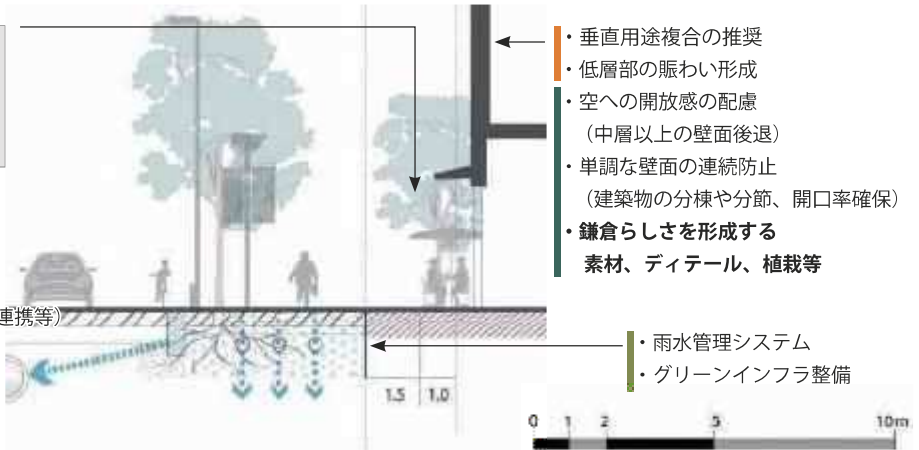 ・垂直用途複合の推奨
・低層部の賑わい形成
・空への開放感の配慮
（中層以上の壁面後退）
・単調な壁面の連続防止
（建築物の分棟や分節、開口率確保）
・鎌倉らしさを形成する
素材、ディテール、植栽等
連携等）
・雨水管理システム
・グリーンインフラ整備
1.5 1.0
0 1 2 5 10m